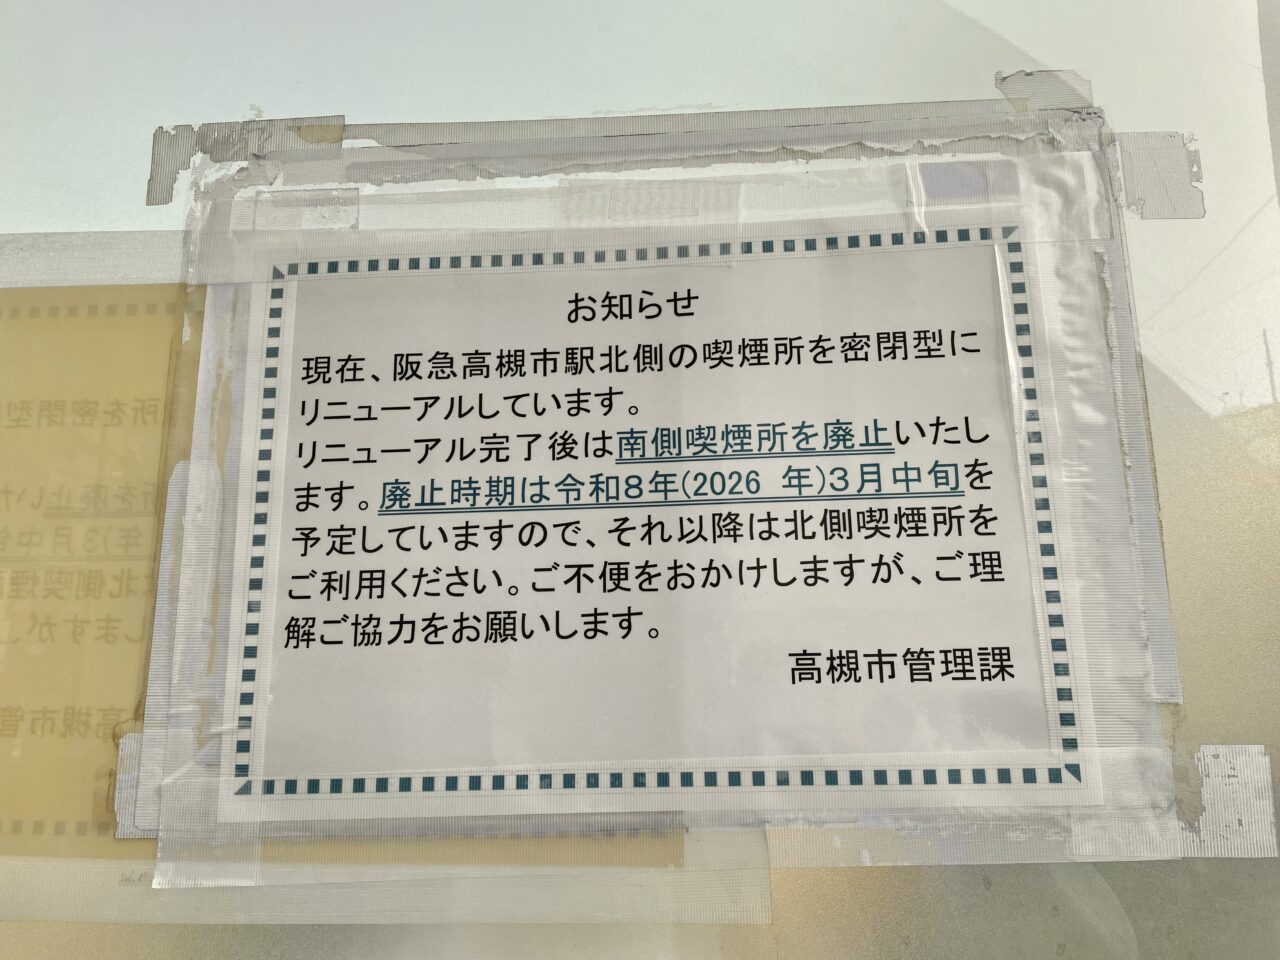 お知らせ
現在、阪急高槻市駅北側の喫煙所を密閉型に
リニューアルしています。
リニューアル完了後は南側喫煙所を廃止いたし
ます。廃止時期は令和8年(2026 年)3月中旬を
予定していますので、それ以降は北側喫煙所を
ご利用ください。ご不便をおかけしますが、ご理
解ご協力をお願いします。
高槻市管理課